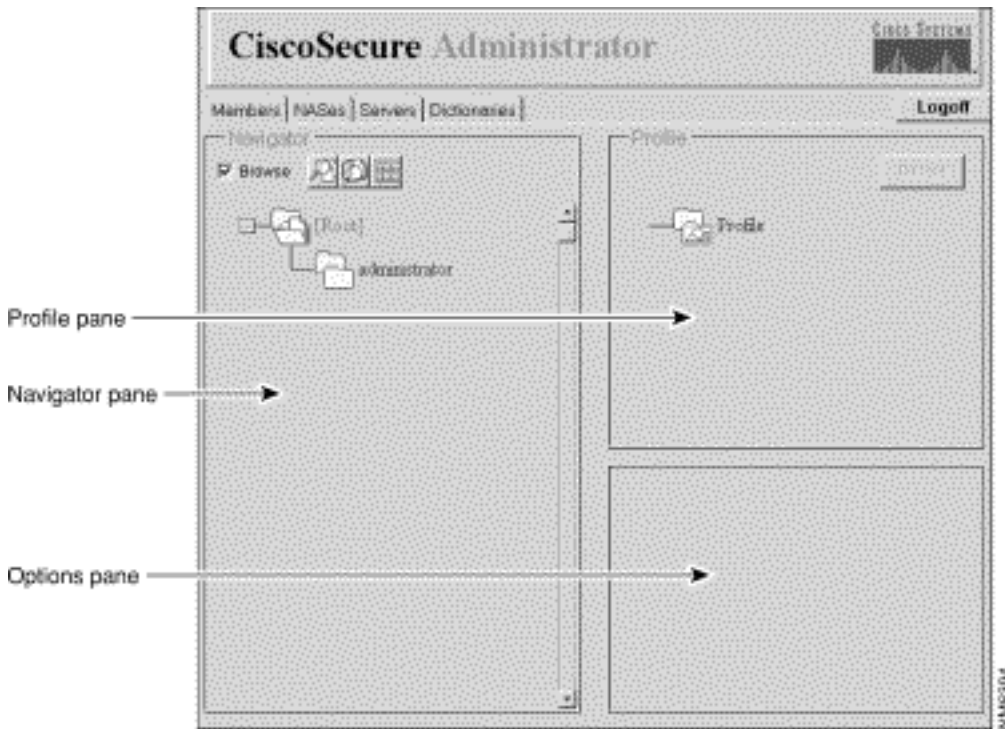 CiscoSecure Administrator
CISCO SYSTEMS
Members NASes Servers Dictionaries
Logoff
Navigator
Profile
Browse
[Root]
Profile
administrator
Profile pane
Navigator pane
Options pane